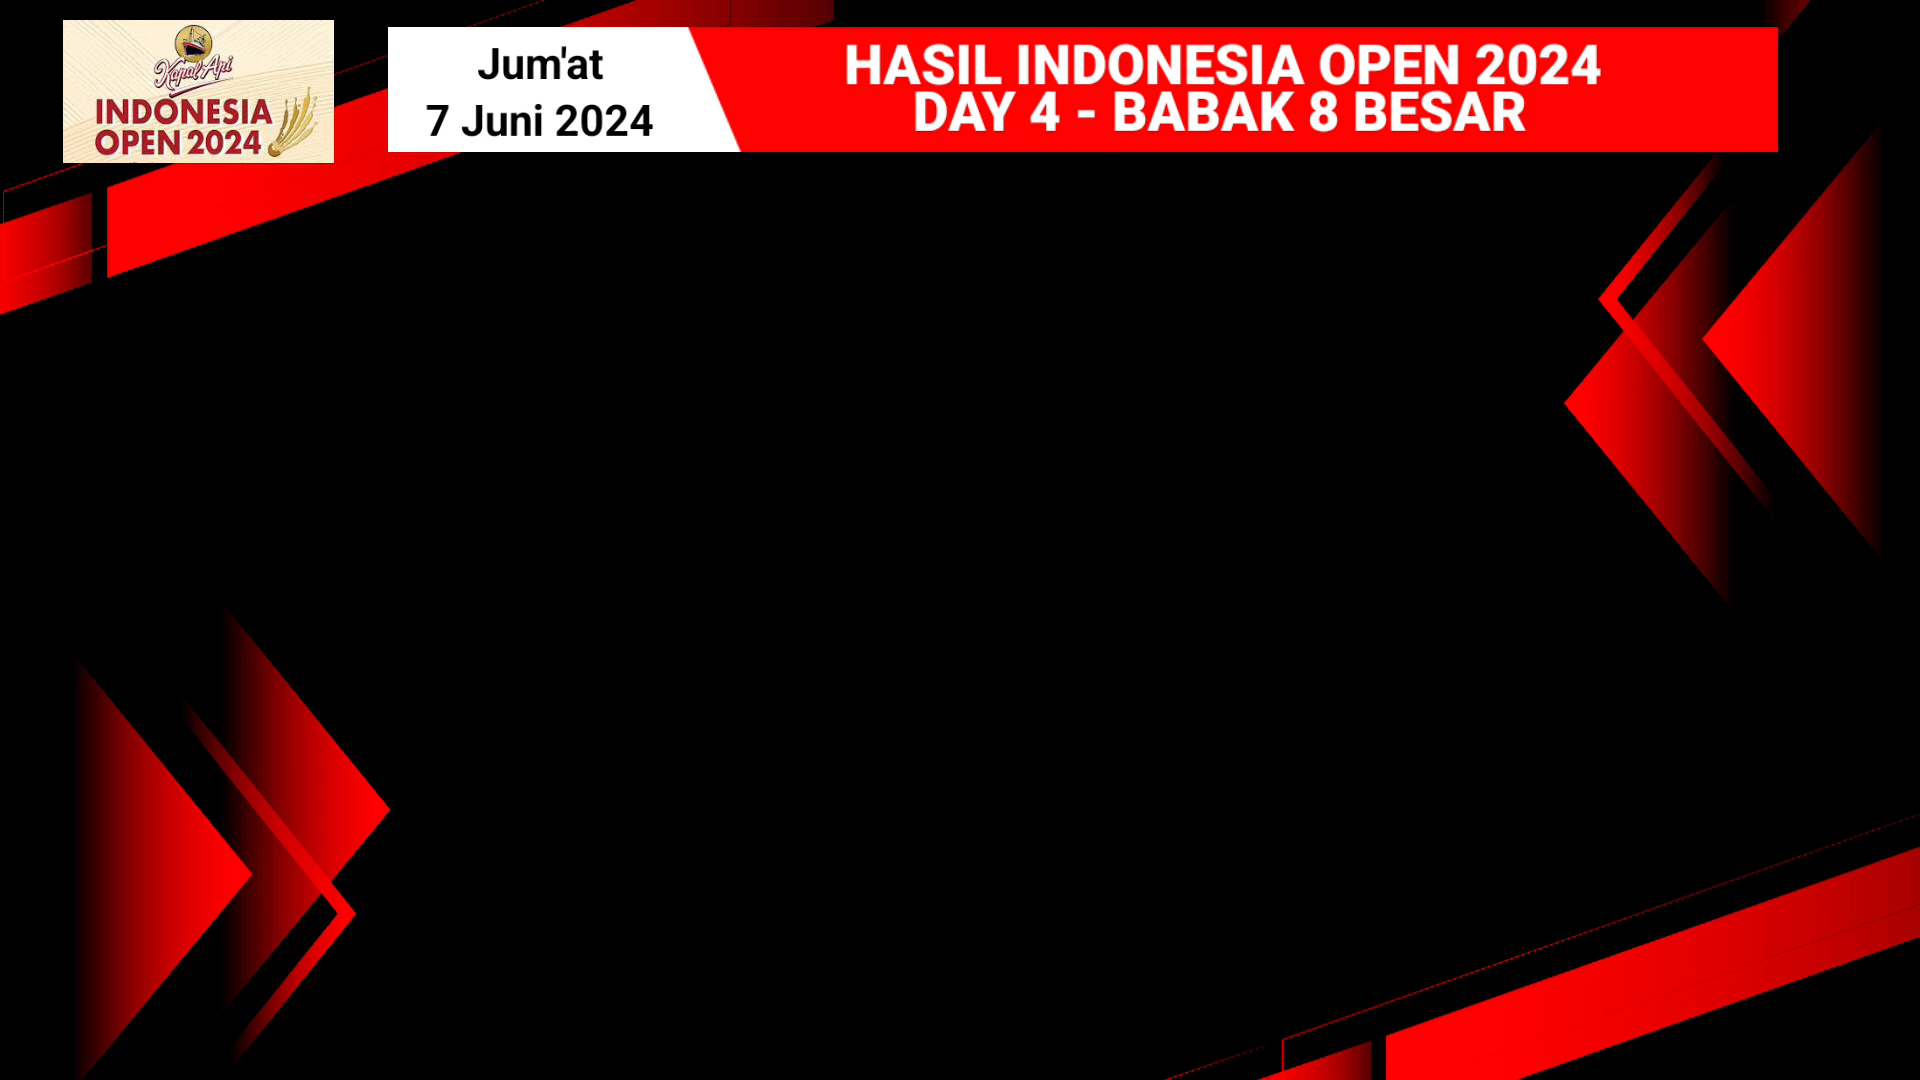 Kapal Api
INDONESIA
OPEN 2024
Jum'at
7 Juni 2024
HASIL INDONESIA OPEN 2024
DAY 4 - BABAK 8 BESAR